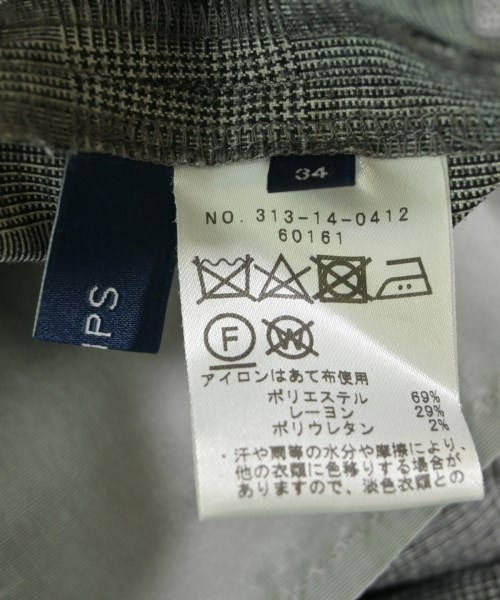 34
NO. 313-14-0412
60161
IPS
F
W
アイロンはあて布使用
ポリエステル 69%
レーヨン 29%
ポリウレタン 2%
・汗や雨等の水分や摩擦により、
他の衣類に色移りする場合が
ありますので、淡色衣類との